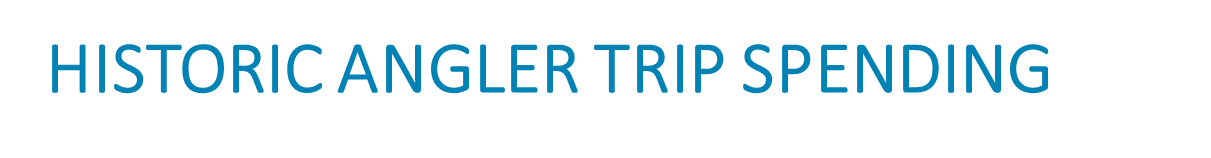 HISTORIC ANGLER TRIP SPENDING